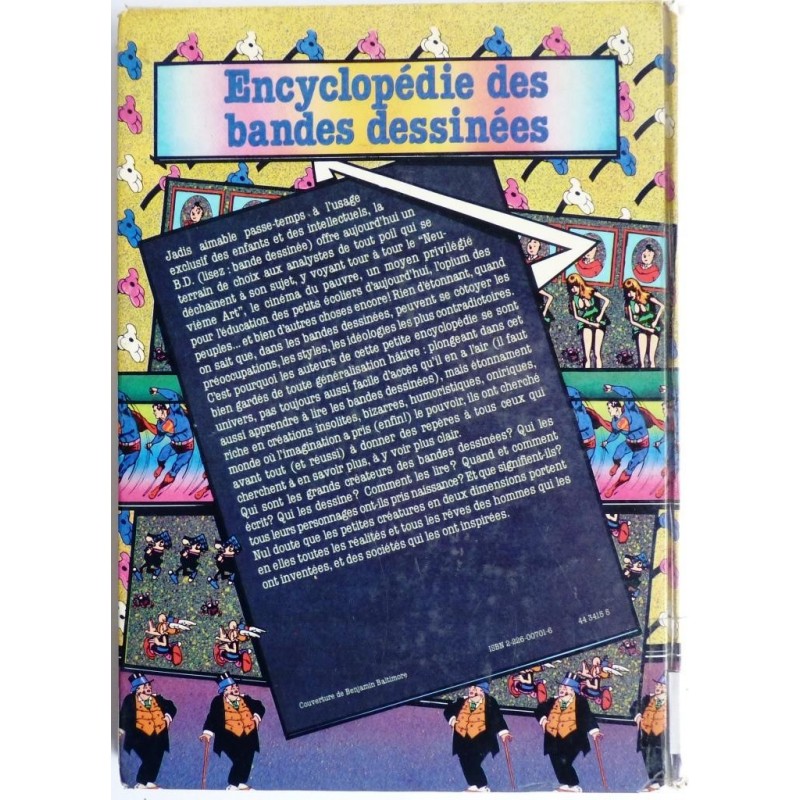 Encyclopédie des
bandes dessinées
Jadis aimable passe-temps à l'usage
exclusif des enfants et des intellectuels, la
B.D. (lisez : bande dessinée) offre aujourd'hui un
terrain de choix aux analystes de tout poil qui se
déchaînent à son sujet, y voyant tour à tour le "Neu-
vième Art", le cinéma du pauvre, un moyen privilégié
pour l'éducation des petits écoliers d'aujourd'hui, l'opium des
peuples... et bien d'autres choses encore! Rien d'étonnant, quand
on sait que, dans les bandes dessinées, peuvent se côtoyer les
préoccupations, les styles, les idéologies les plus contradictoires.
C'est pourquoi les auteurs de cette petite encyclopédie se sont
bien gardés de toute généralisation hâtive : plongeant dans cet
univers, pas toujours aussi facile d'accès qu'il en a l'air (il faut
aussi apprendre à lire les bandes dessinées), mais étonnament
riche en créations insolites, bizarres, humoristiques, oniriques,
monde où l'imagination a pris (enfin!) le pouvoir, ils ont cherché
avant tout (et réussi) à donner des repères à tous ceux qui
cherchent à en savoir plus, à y voir plus clair.
Qui sont les grands créateurs des bandes dessinées? Qui les
écrit? Qui les dessine? Comment les lire? Quand et comment
tous leurs personnages ont-ils pris naissance? Et que signifient-ils?
Nul doute que les petites créatures en deux dimensions portent
en elles toutes les réalités et tous les rêves des hommes qui les
ont inventées, et des sociétés qui les ont inspirées.
ISBN 2-226-00701-6
44 3415 5
Couverture de Benjamin Baltimore